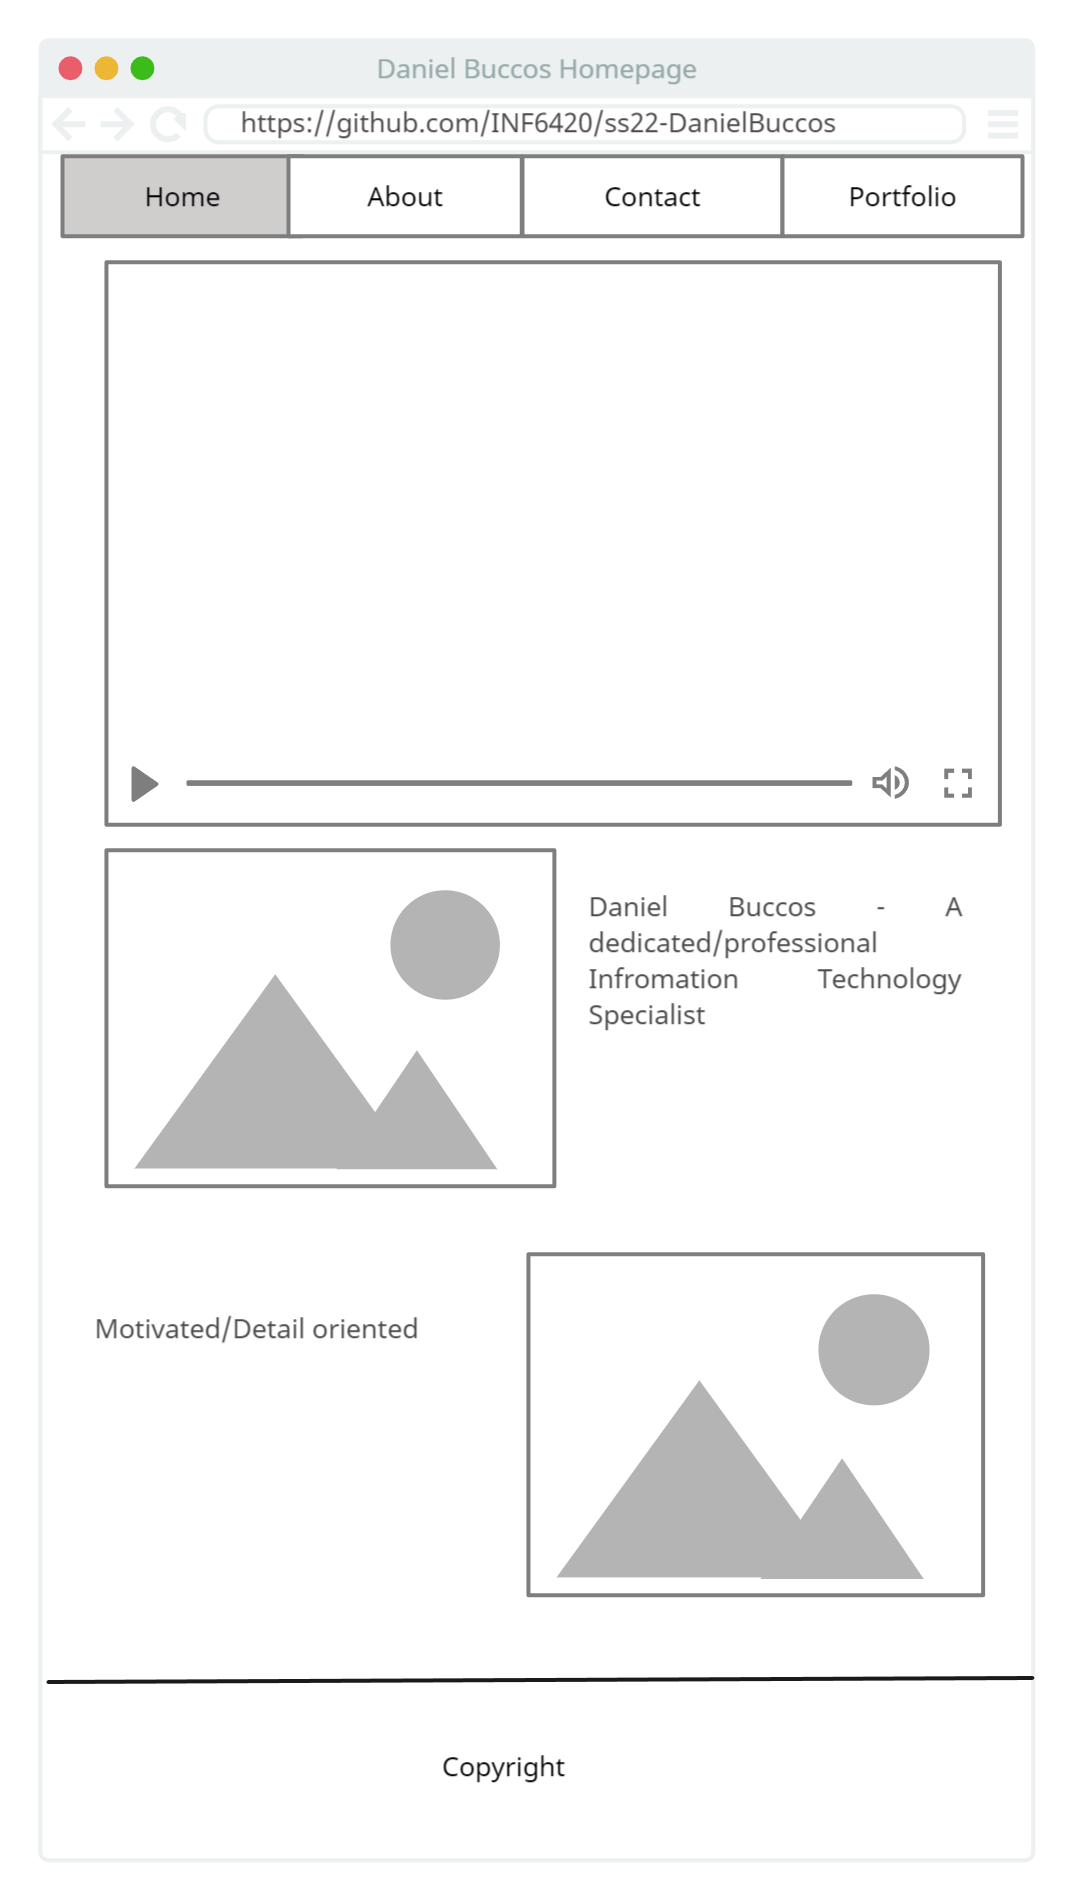 Daniel Buccos Homepage
https://github.com/INF6420/ss22-DanielBuccos
Home About Contact Portfolio
Daniel Buccos - A
dedicated/professional
Infromation Technology
Specialist
Motivated/Detail oriented
Copyright